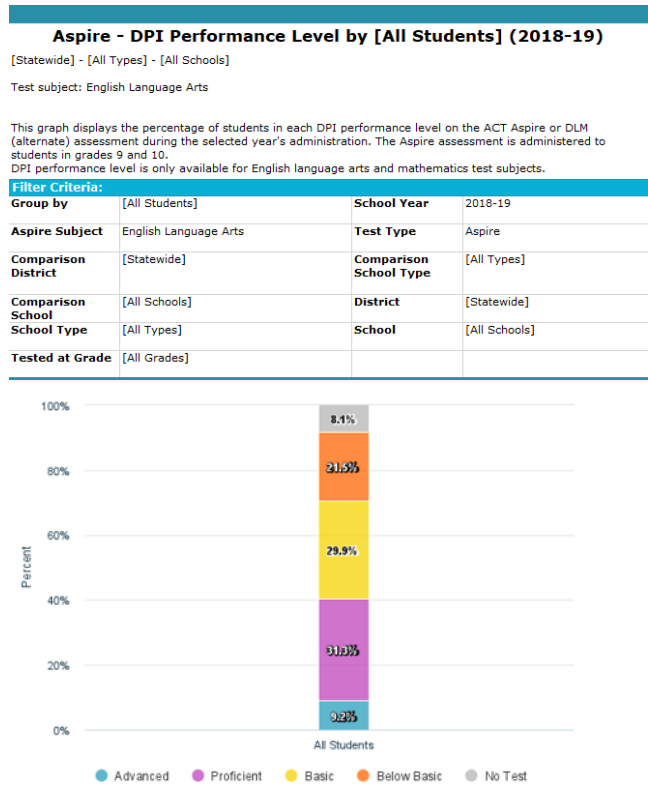 Aspire - DPI Performance Level by [All Students] (2018-19)
[Statewide] - [All Types] - [All Schools]
Test subject: English Language Arts
This graph displays the percentage of students in each DPI performance level on the ACT Aspire or DLM
(alternate) assessment during the selected year's administration. The Aspire assessment is administered to
students in grades 9 and 10.
DPI performance level is only available for English language arts and mathematics test subjects.
Filter Criteria:
Group by [All Students] School Year 2018-19
Aspire Subject English Language Arts Test Type Aspire
Comparison District [Statewide] Comparison School Type [All Types]
Comparison School [All Schools] District [Statewide]
School Type [All Types] School [All Schools]
Tested at Grade [All Grades]
100%
8.1%
80%
21.5%
60%
29.9%
Percent
40%
31.3%
20%
9.2%
0%
All Students
Advanced Proficient Basic Below Basic No Test